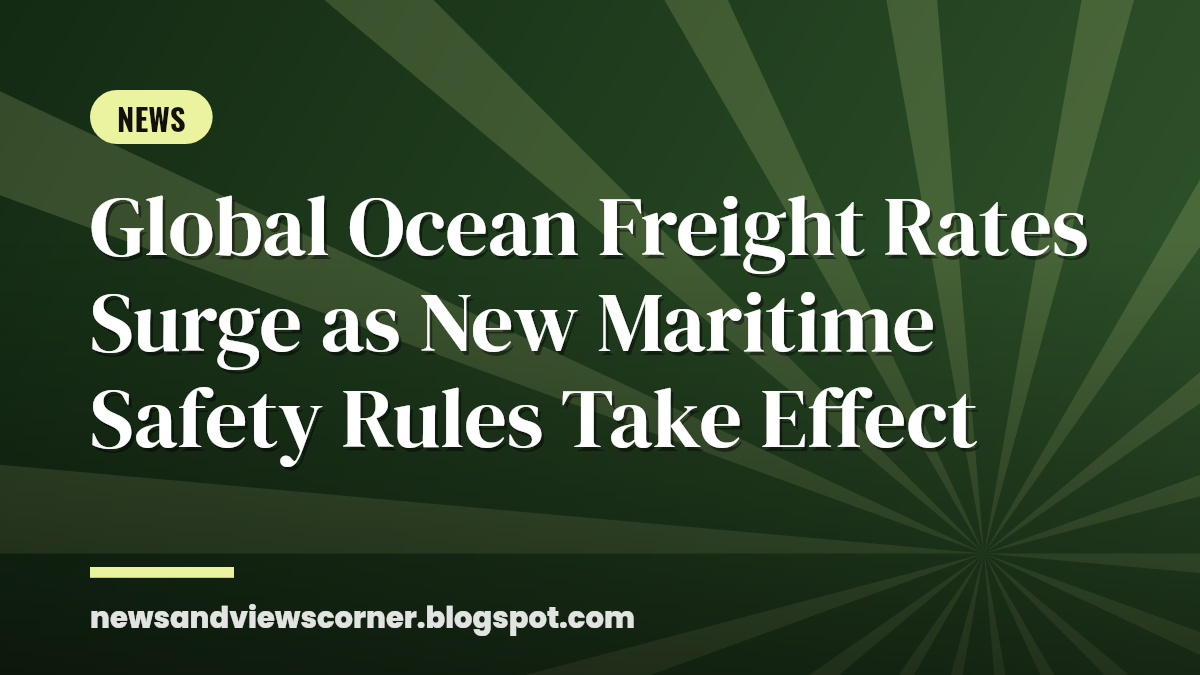 NEWS
Global Ocean Freight Rates
Surge as New Maritime
Safety Rules Take Effect
newsandviewscorner.blogspot.com